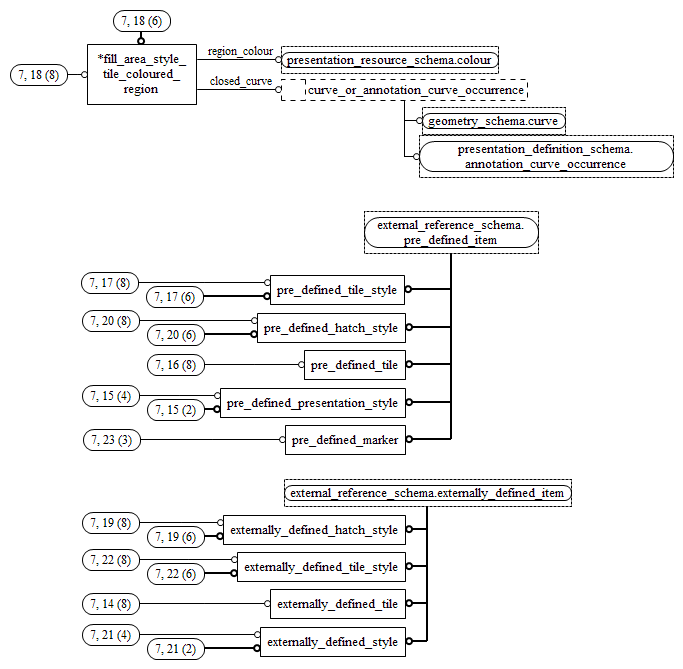 7, 18 (6)
7, 18 (8)
*fill_area_style_
tile_coloured_
region
region_colour
presentation_resource_schema.colour
closed_curve
curve_or_annotation_curve_occurrence
geometry_schema.curve
presentation_definition_schema.
annotation_curve_occurrence
external_reference_schema.
pre_defined_item
7, 17 (8)
7, 17 (6)
pre_defined_tile_style
7, 20 (8)
7, 20 (6)
pre_defined_hatch_style
7, 16 (8)
pre_defined_tile
7, 15 (4)
7, 15 (2)
pre_defined_presentation_style
7, 23 (3)
pre_defined_marker
external_reference_schema.externally_defined_item
7, 19 (8)
7, 19 (6)
externally_defined_hatch_style
7, 22 (8)
7, 22 (6)
externally_defined_tile_style
7, 14 (8)
externally_defined_tile
7, 21 (4)
7, 21 (2)
externally_defined_style